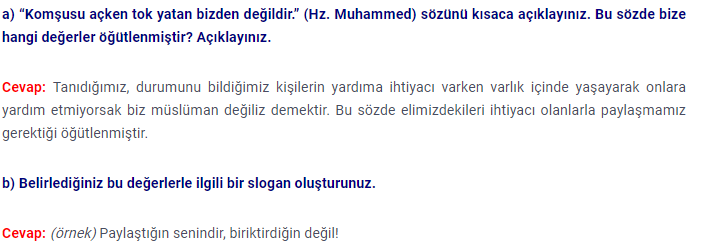 a) “Komşusu açken tok yatan bizden değildir.” (Hz. Muhammed) sözünü kısaca açıklayınız. Bu sözde bize
hangi değerler öğütlenmiştir? Açıklayınız.
Cevap: Tanıdığımız, durumunu bildiğimiz kişilerin yardıma ihtiyacı varken varlık içinde yaşayarak onlara
yardım etmiyorsak biz müslüman değiliz demektir. Bu sözde elimizdekileri ihtiyacı olanlarla paylaşmamız
gerektiği öğütlenmiştir.
b) Belirlediğiniz bu değerlerle ilgili bir slogan oluşturunuz.
Cevap: (örnek) Paylaştığın senindir, biriktirdiğin değil!